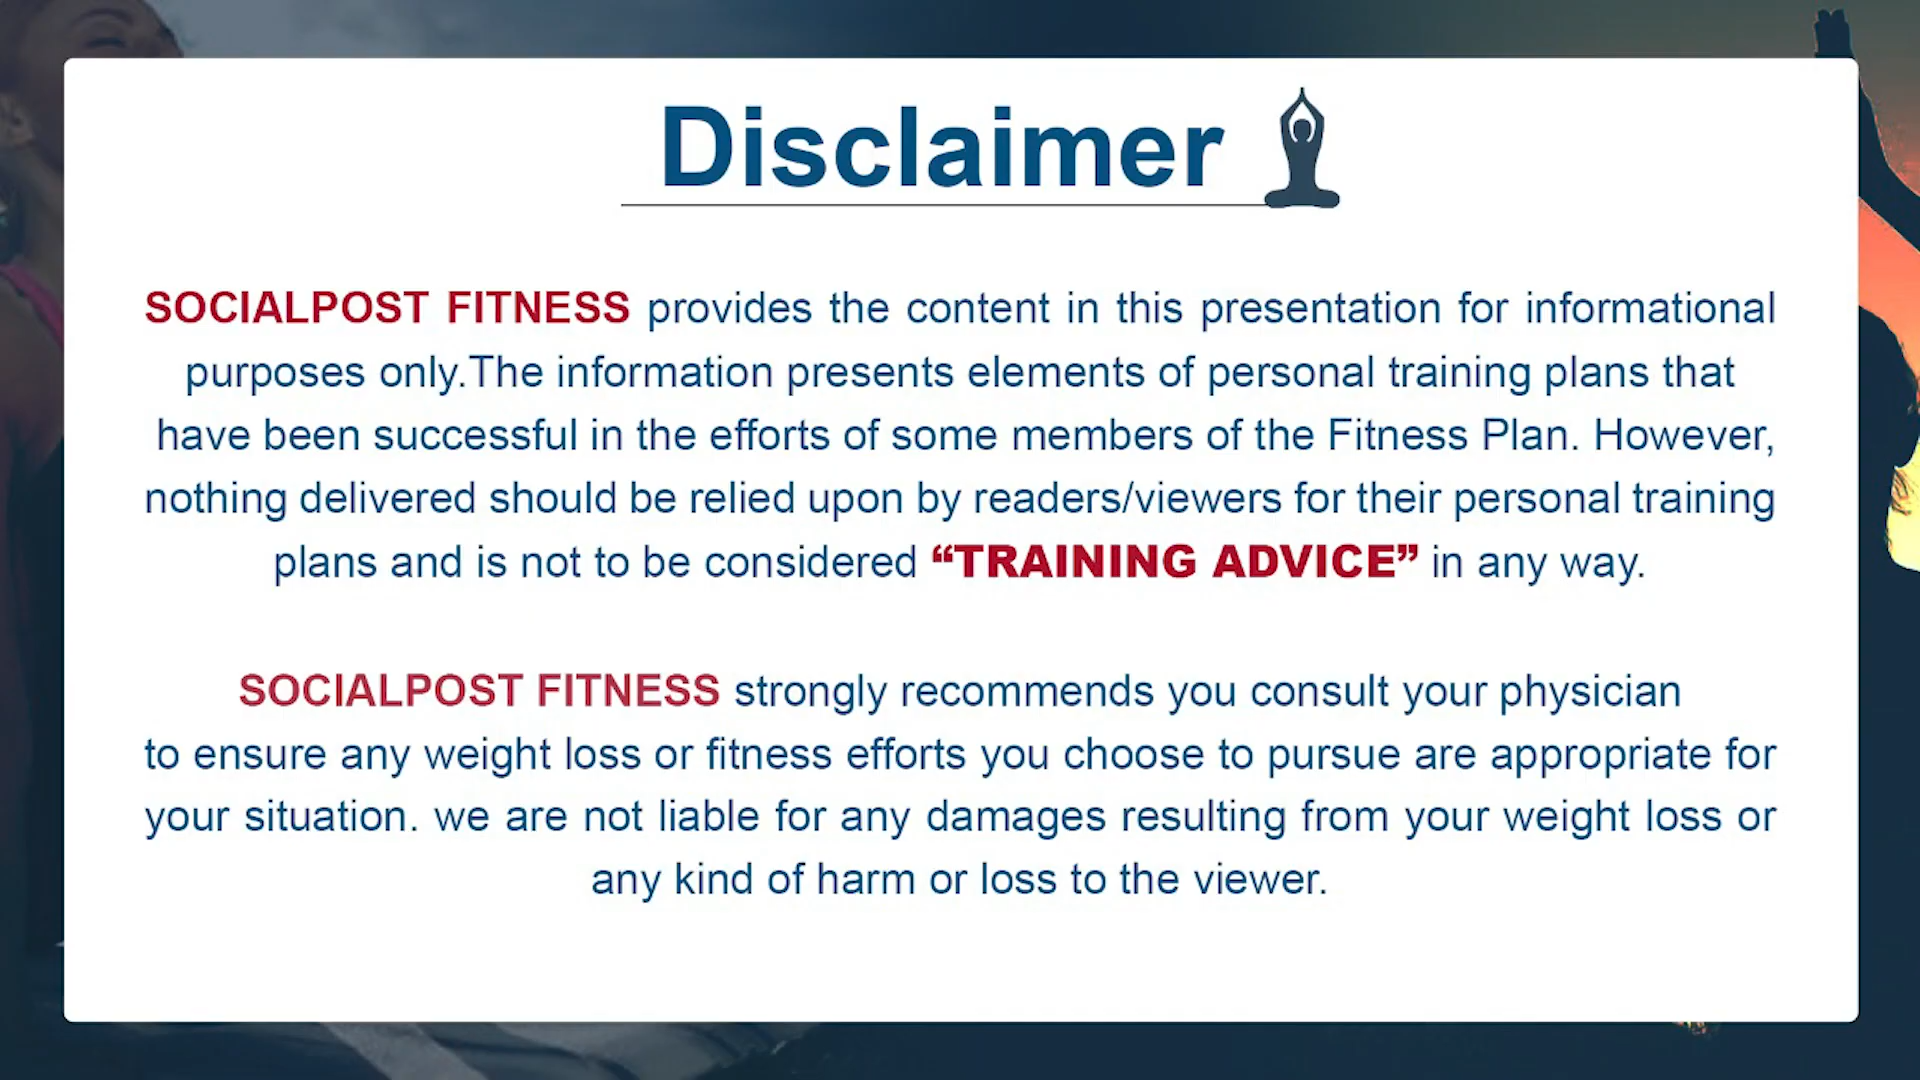 Disclaimer
SOCIALPOST FITNESS provides the content in this presentation for informational
purposes only.The information presents elements of personal training plans that
have been successful in the efforts of some members of the Fitness Plan. However,
nothing delivered should be relied upon by readers/viewers for their personal training
plans and is not to be considered “TRAINING ADVICE” in any way.
SOCIALPOST FITNESS strongly recommends you consult your physician
to ensure any weight loss or fitness efforts you choose to pursue are appropriate for
your situation. we are not liable for any damages resulting from your weight loss or
any kind of harm or loss to the viewer.